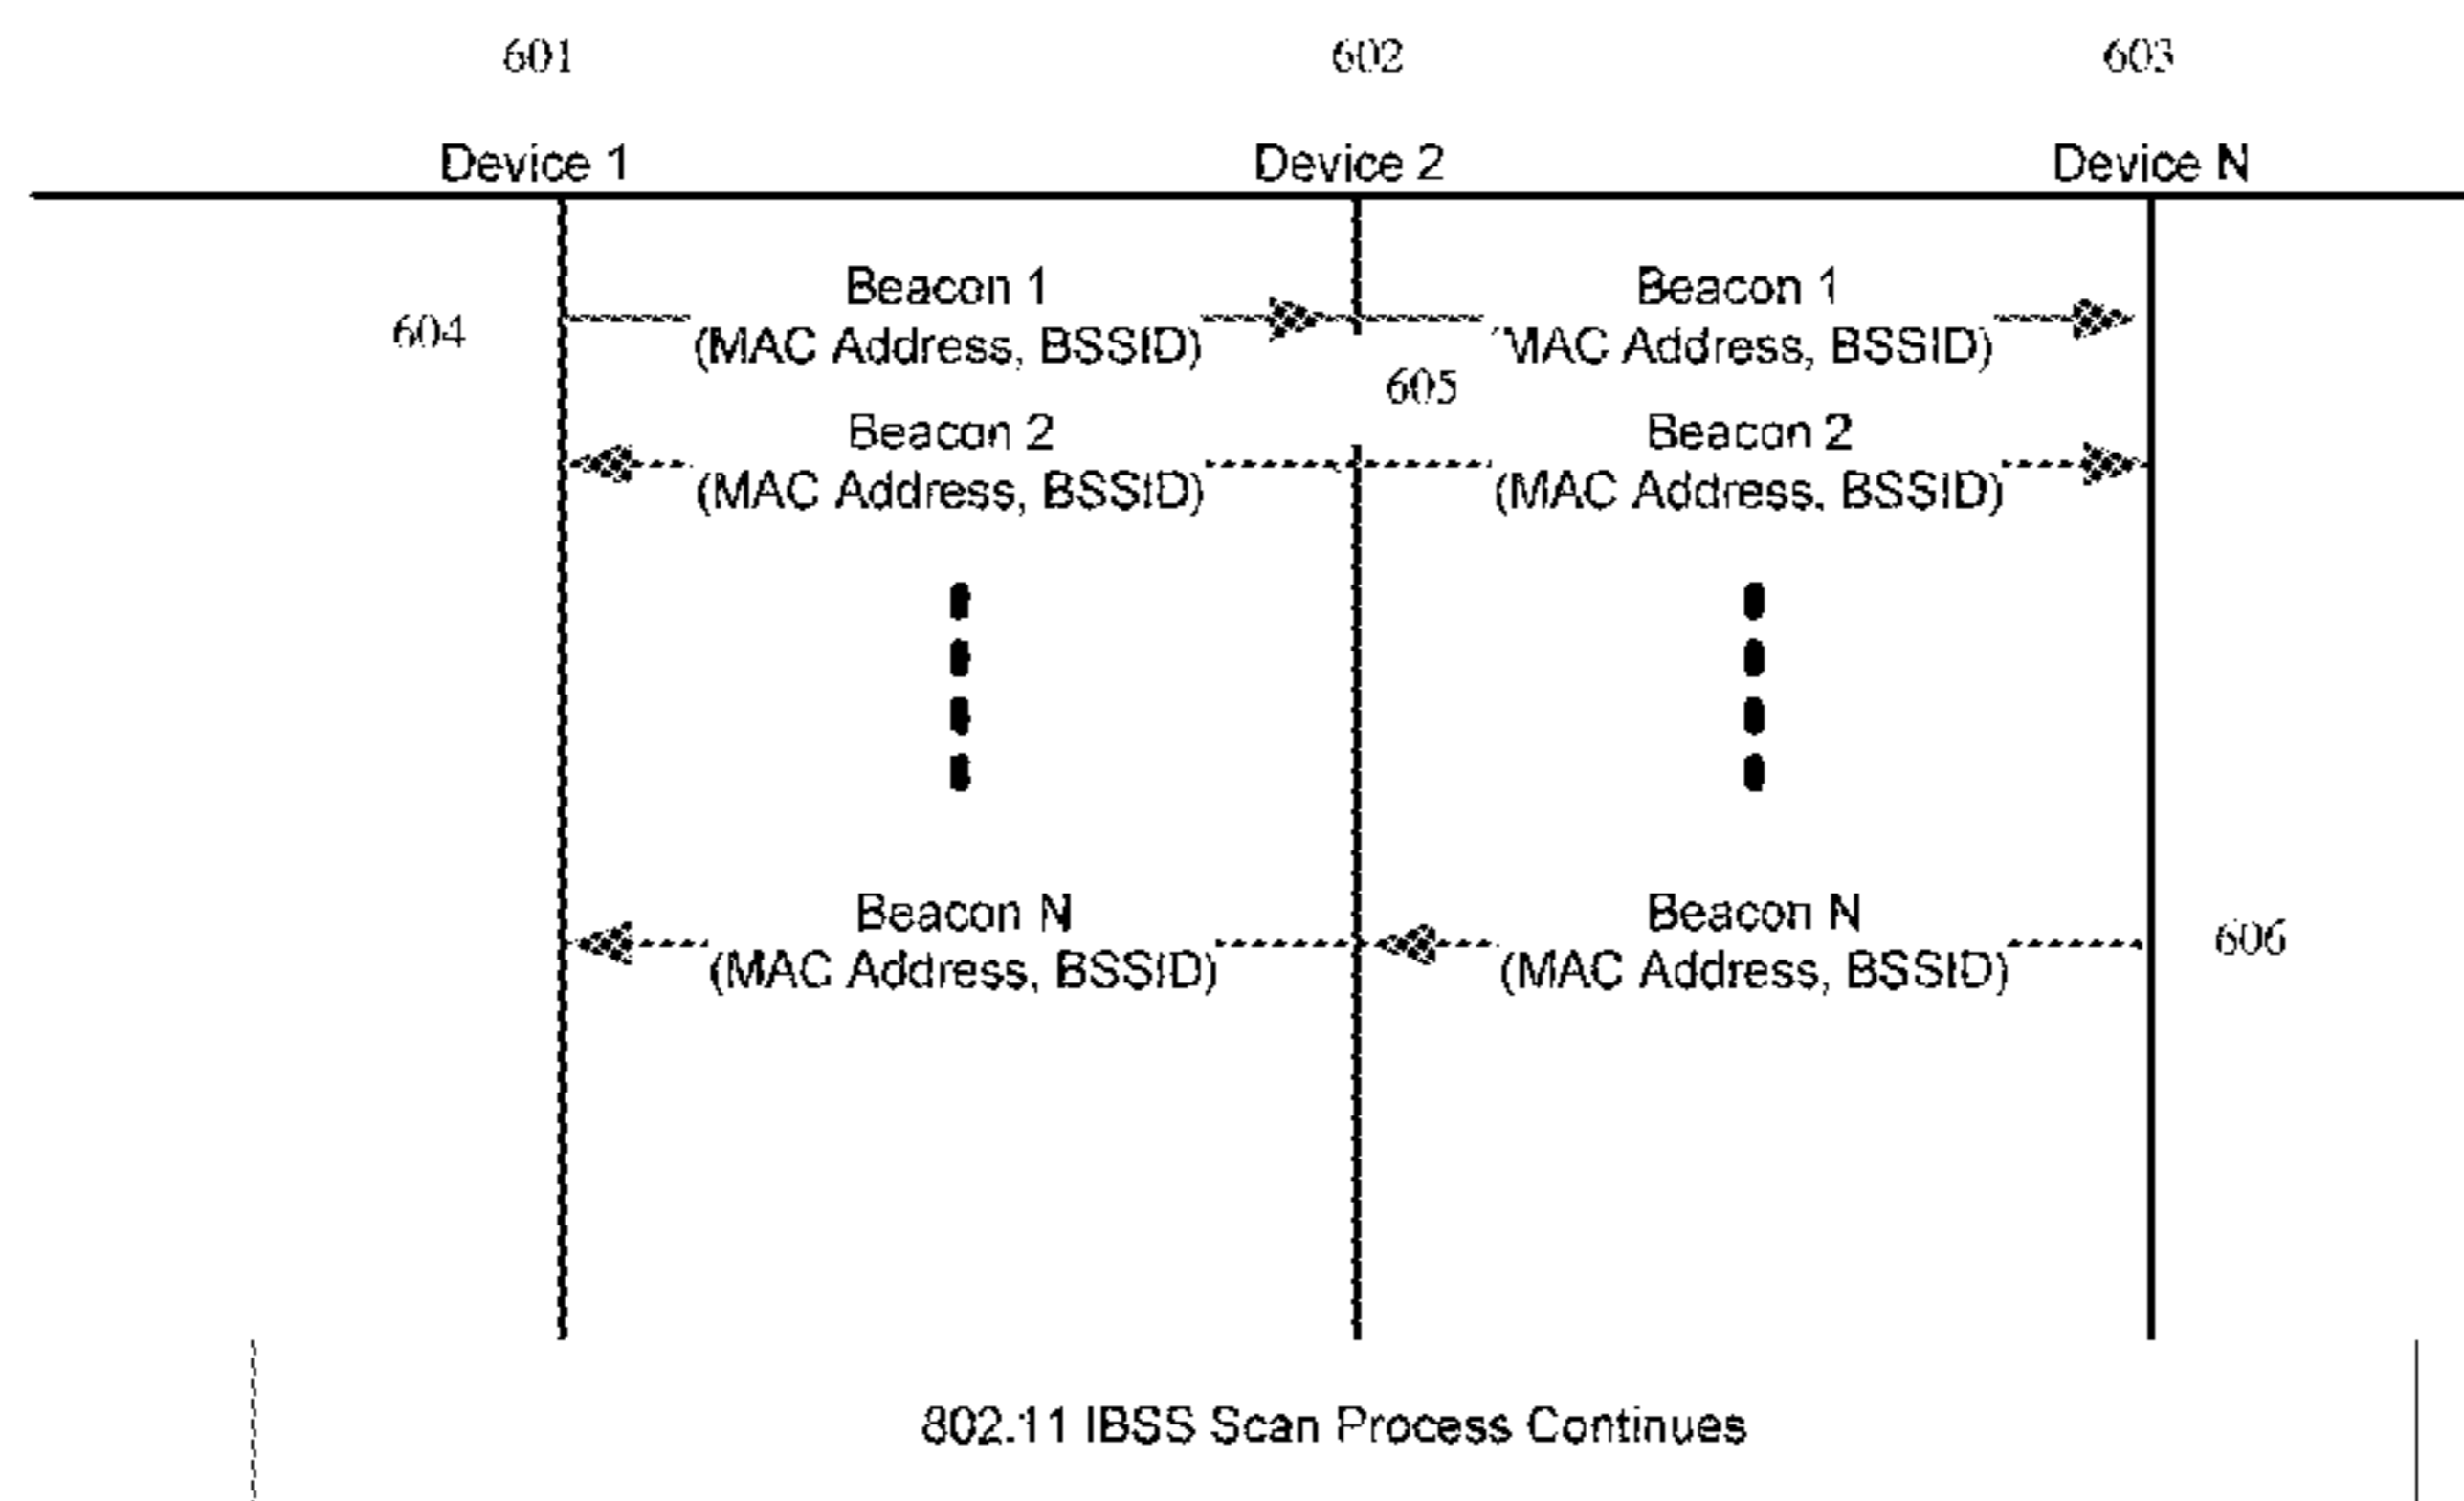 601 602 603
Device 1 Device 2 Device N
Beacon 1 Beacon 1
604 (MAC Address, BSSID) MAC Address, BSSID)
605
Beacon 2 Beacon 2
(MAC Address, BSSID) (MAC Address, BSSID)
Beacon N Beacon N
606
(MAC Address, BSSID) (MAC Address, BSSID)
802.11 IBSS Scan Process Continues